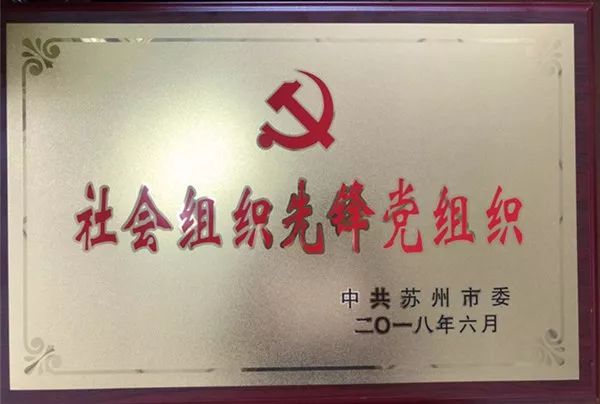 社会组织先锋党组织
中共苏州市委
二〇一八年六月